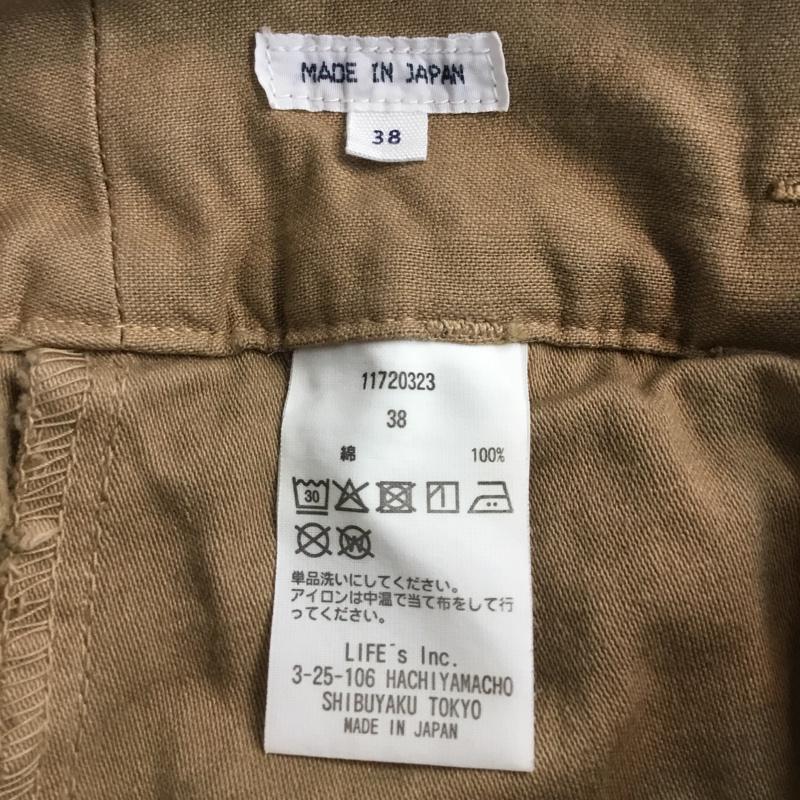 MADE IN JAPAN
38
11720323
38
綿 100%
30
W
単品洗いにしてください。
アイロンは中温で当て布をして行
ってください。
LIFE´s Inc.
3-25-106 HACHIYAMACHO
SHIBUYAKU TOKYO
MADE IN JAPAN